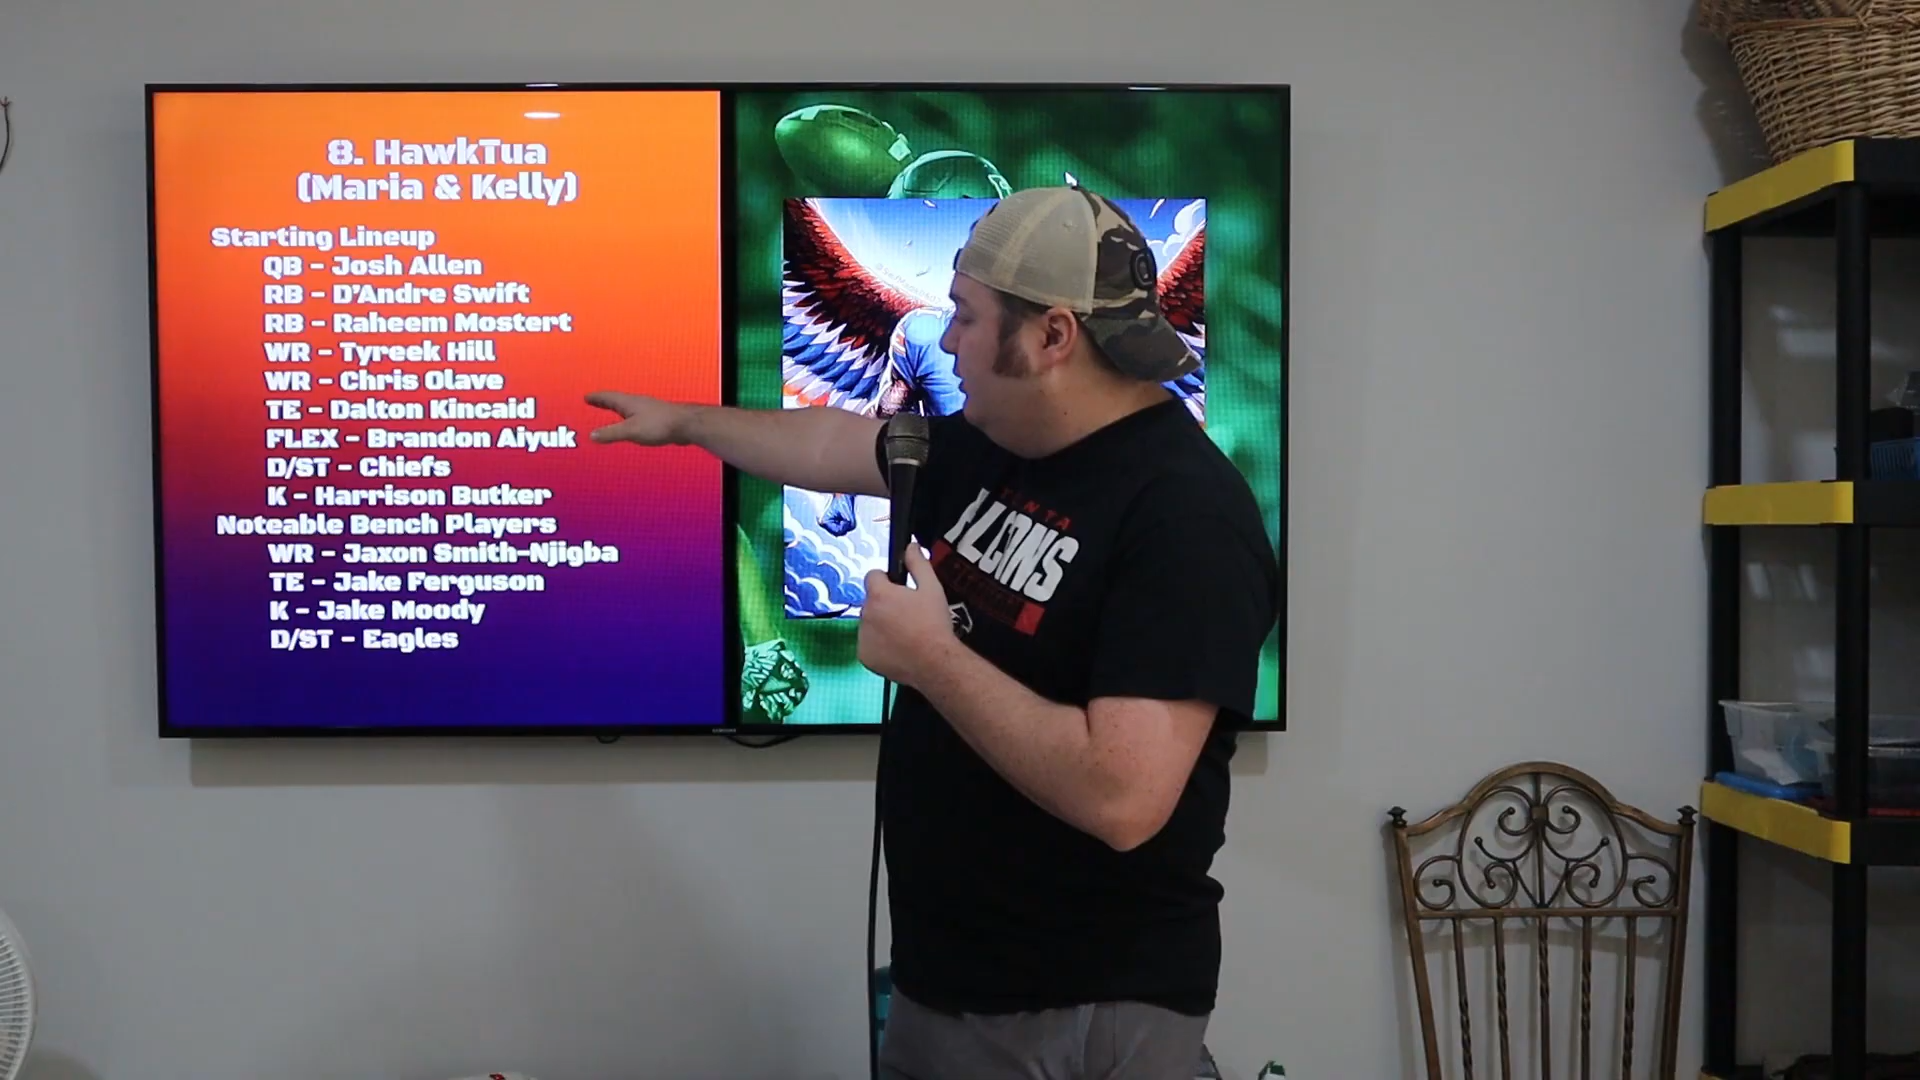 8. HawkTua
(Maria & Kelly)
Starting Lineup
QB – Josh Allen
RB – D'Andre Swift
RB – Raheem Mostert
WR – Tyreek Hill
WR – Chris Olave
TE – Dalton Kincaid
FLEX – Brandon Aiyuk
D/ST – Chiefs
K – Harrison Butker
Noteable Bench Players
WR – Jaxon Smith-Njigba
TE – Jake Ferguson
K – Jake Moody
D/ST – Eagles
SAMSUNG